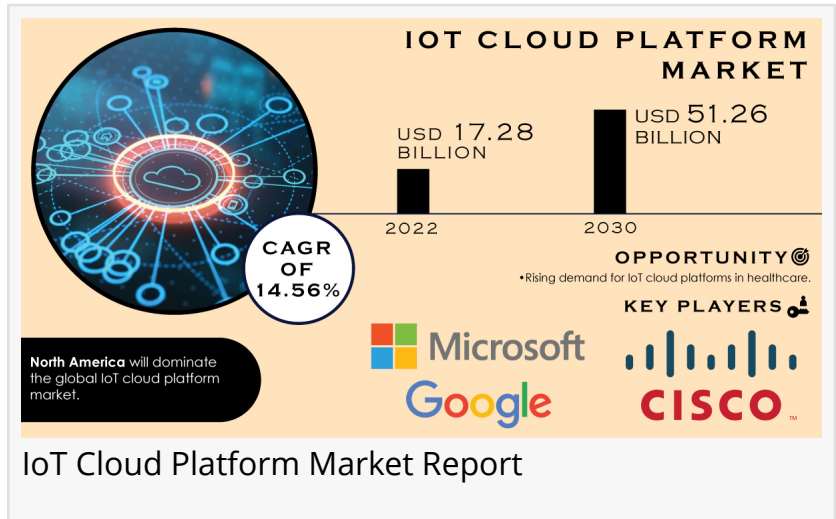 IOT CLOUD PLATFORM
MARKET
USD 17.28
BILLION
USD 51.26
BILLION
2022
2030
CAGR
OF
14.56%
OPPORTUNITY
•Rising demand for IoT cloud platforms in healthcare.
KEY PLAYERS
North America will dominate
the global IoT cloud platform
market.
Microsoft
Google
CISCO
TM
IoT Cloud Platform Market Report